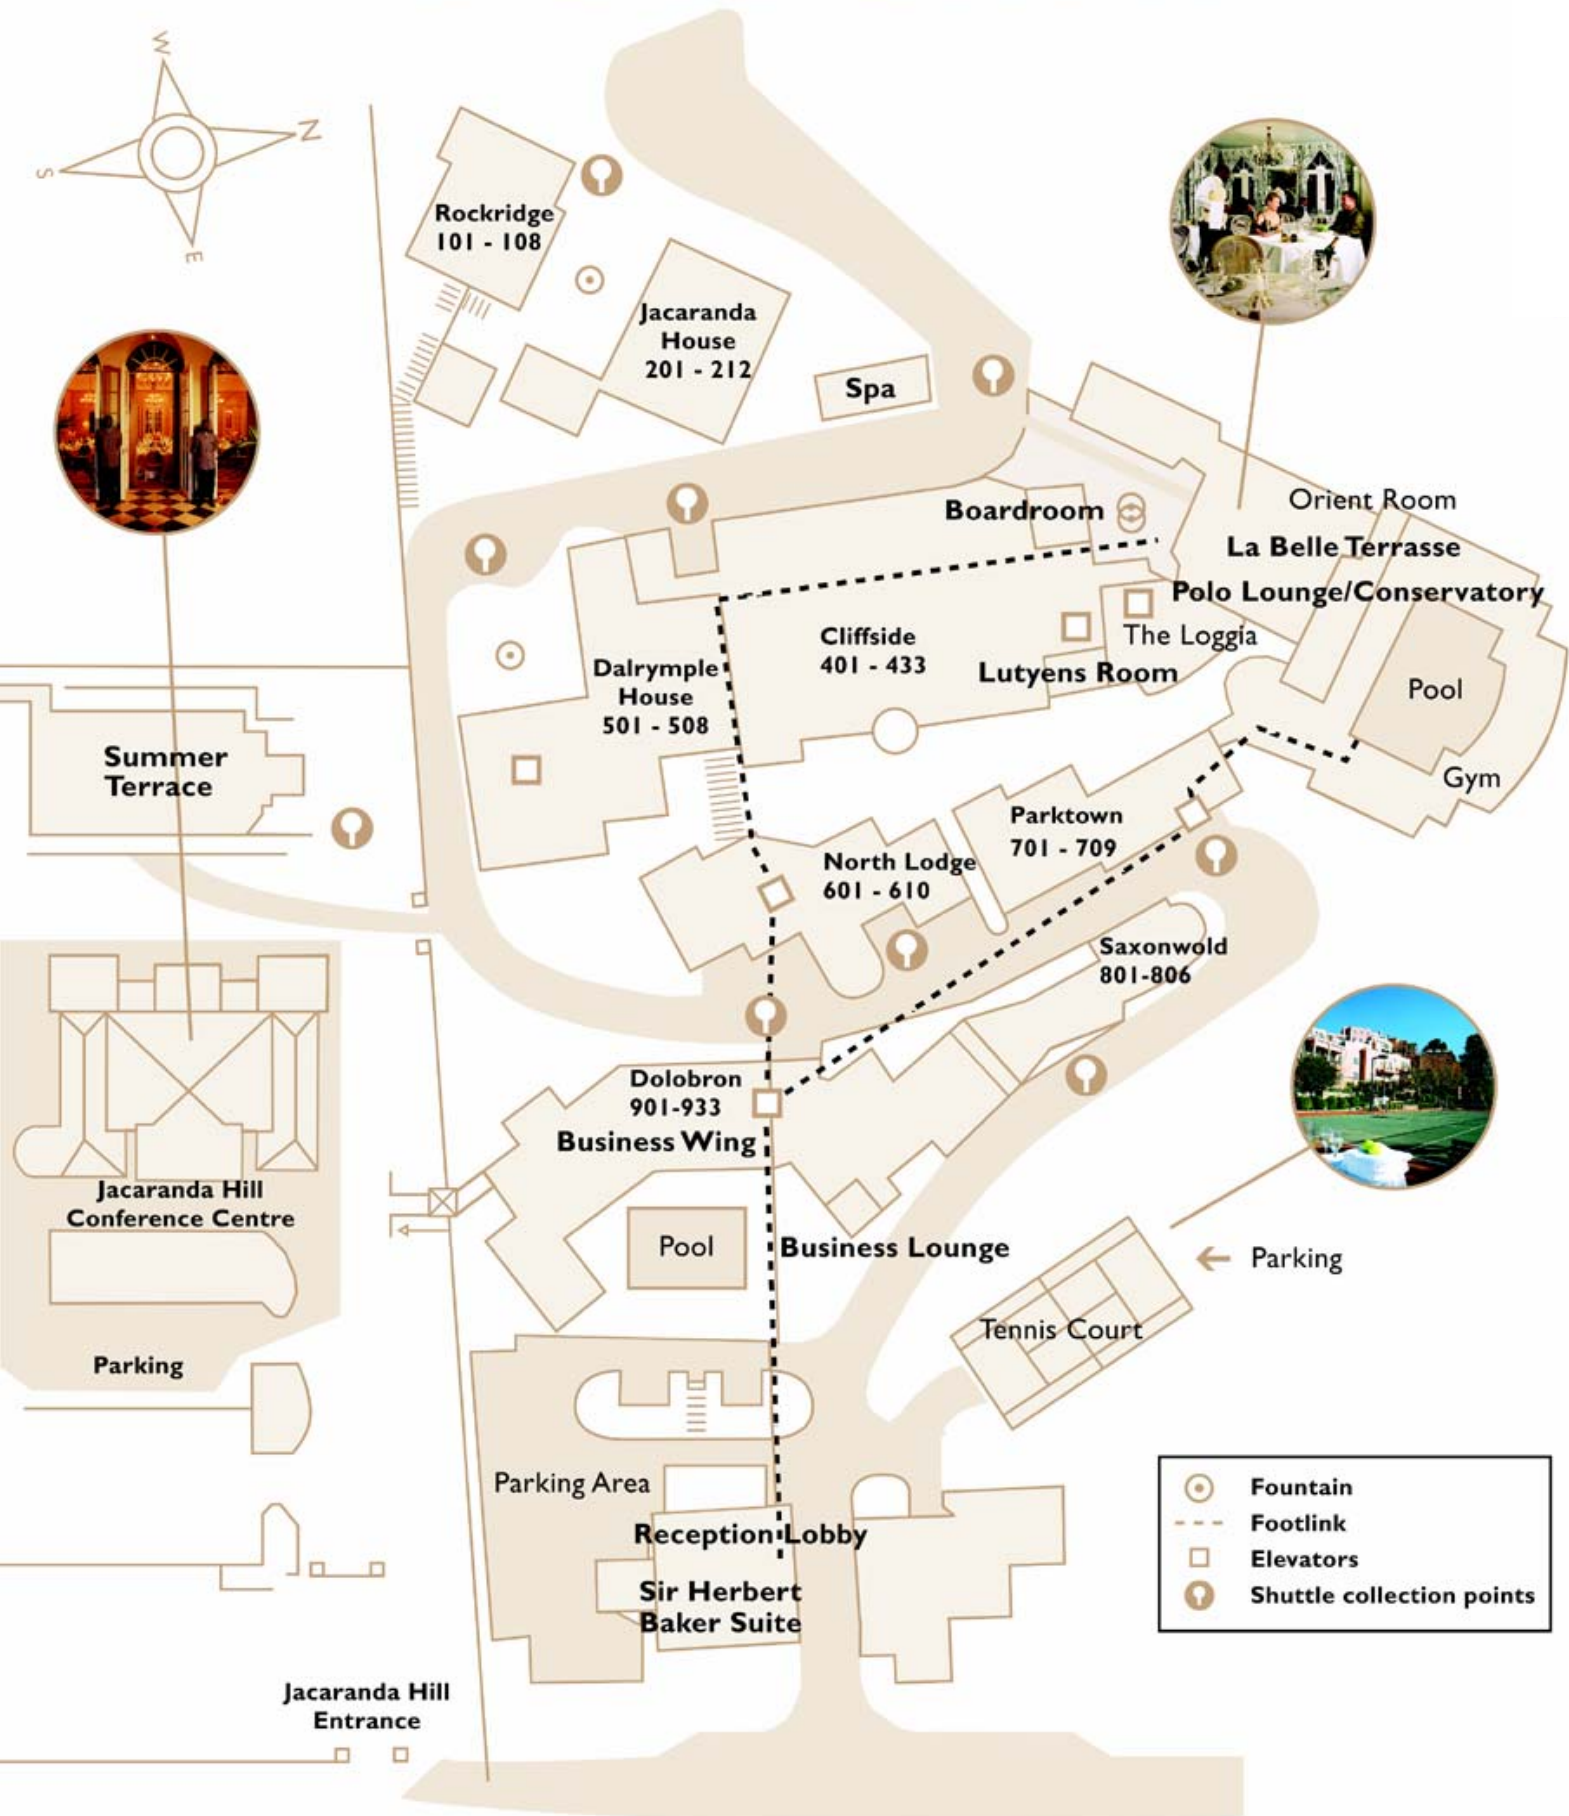 W
N
S
E
Rockridge
101 - 108
Jacaranda
House
201 - 212
Spa
Orient Room
Boardroom
La Belle Terrasse
Polo Lounge/Conservatory
The Loggia
Cliffside
401 - 433
Lutyens Room
Dalrymple
House
501 - 508
Pool
Gym
Summer
Terrace
Parktown
701 - 709
North Lodge
601 - 610
Saxonwold
801-806
Dolobron
901-933
Business Wing
Jacaranda Hill
Conference Centre
Pool
Business Lounge
Parking
Tennis Court
Parking
Parking Area
Reception Lobby
Sir Herbert
Baker Suite
Fountain
Footlink
Elevators
Shuttle collection points
Jacaranda Hill
Entrance